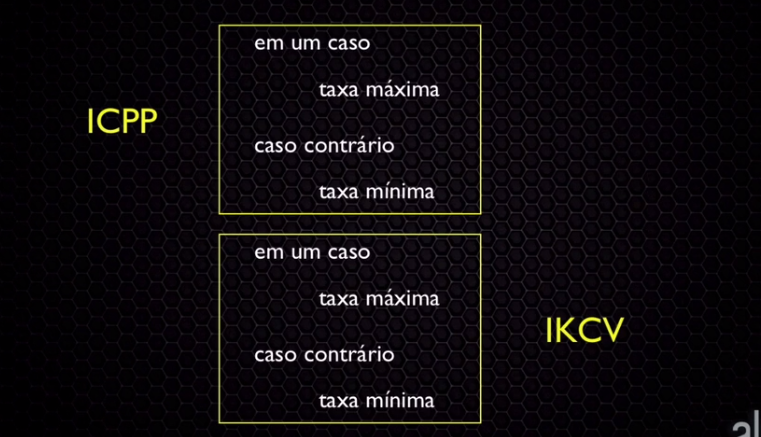 ICPP
em um caso
taxa máxima
caso contrário
taxa mínima
em um caso
taxa máxima
caso contrário
taxa mínima
IKCV